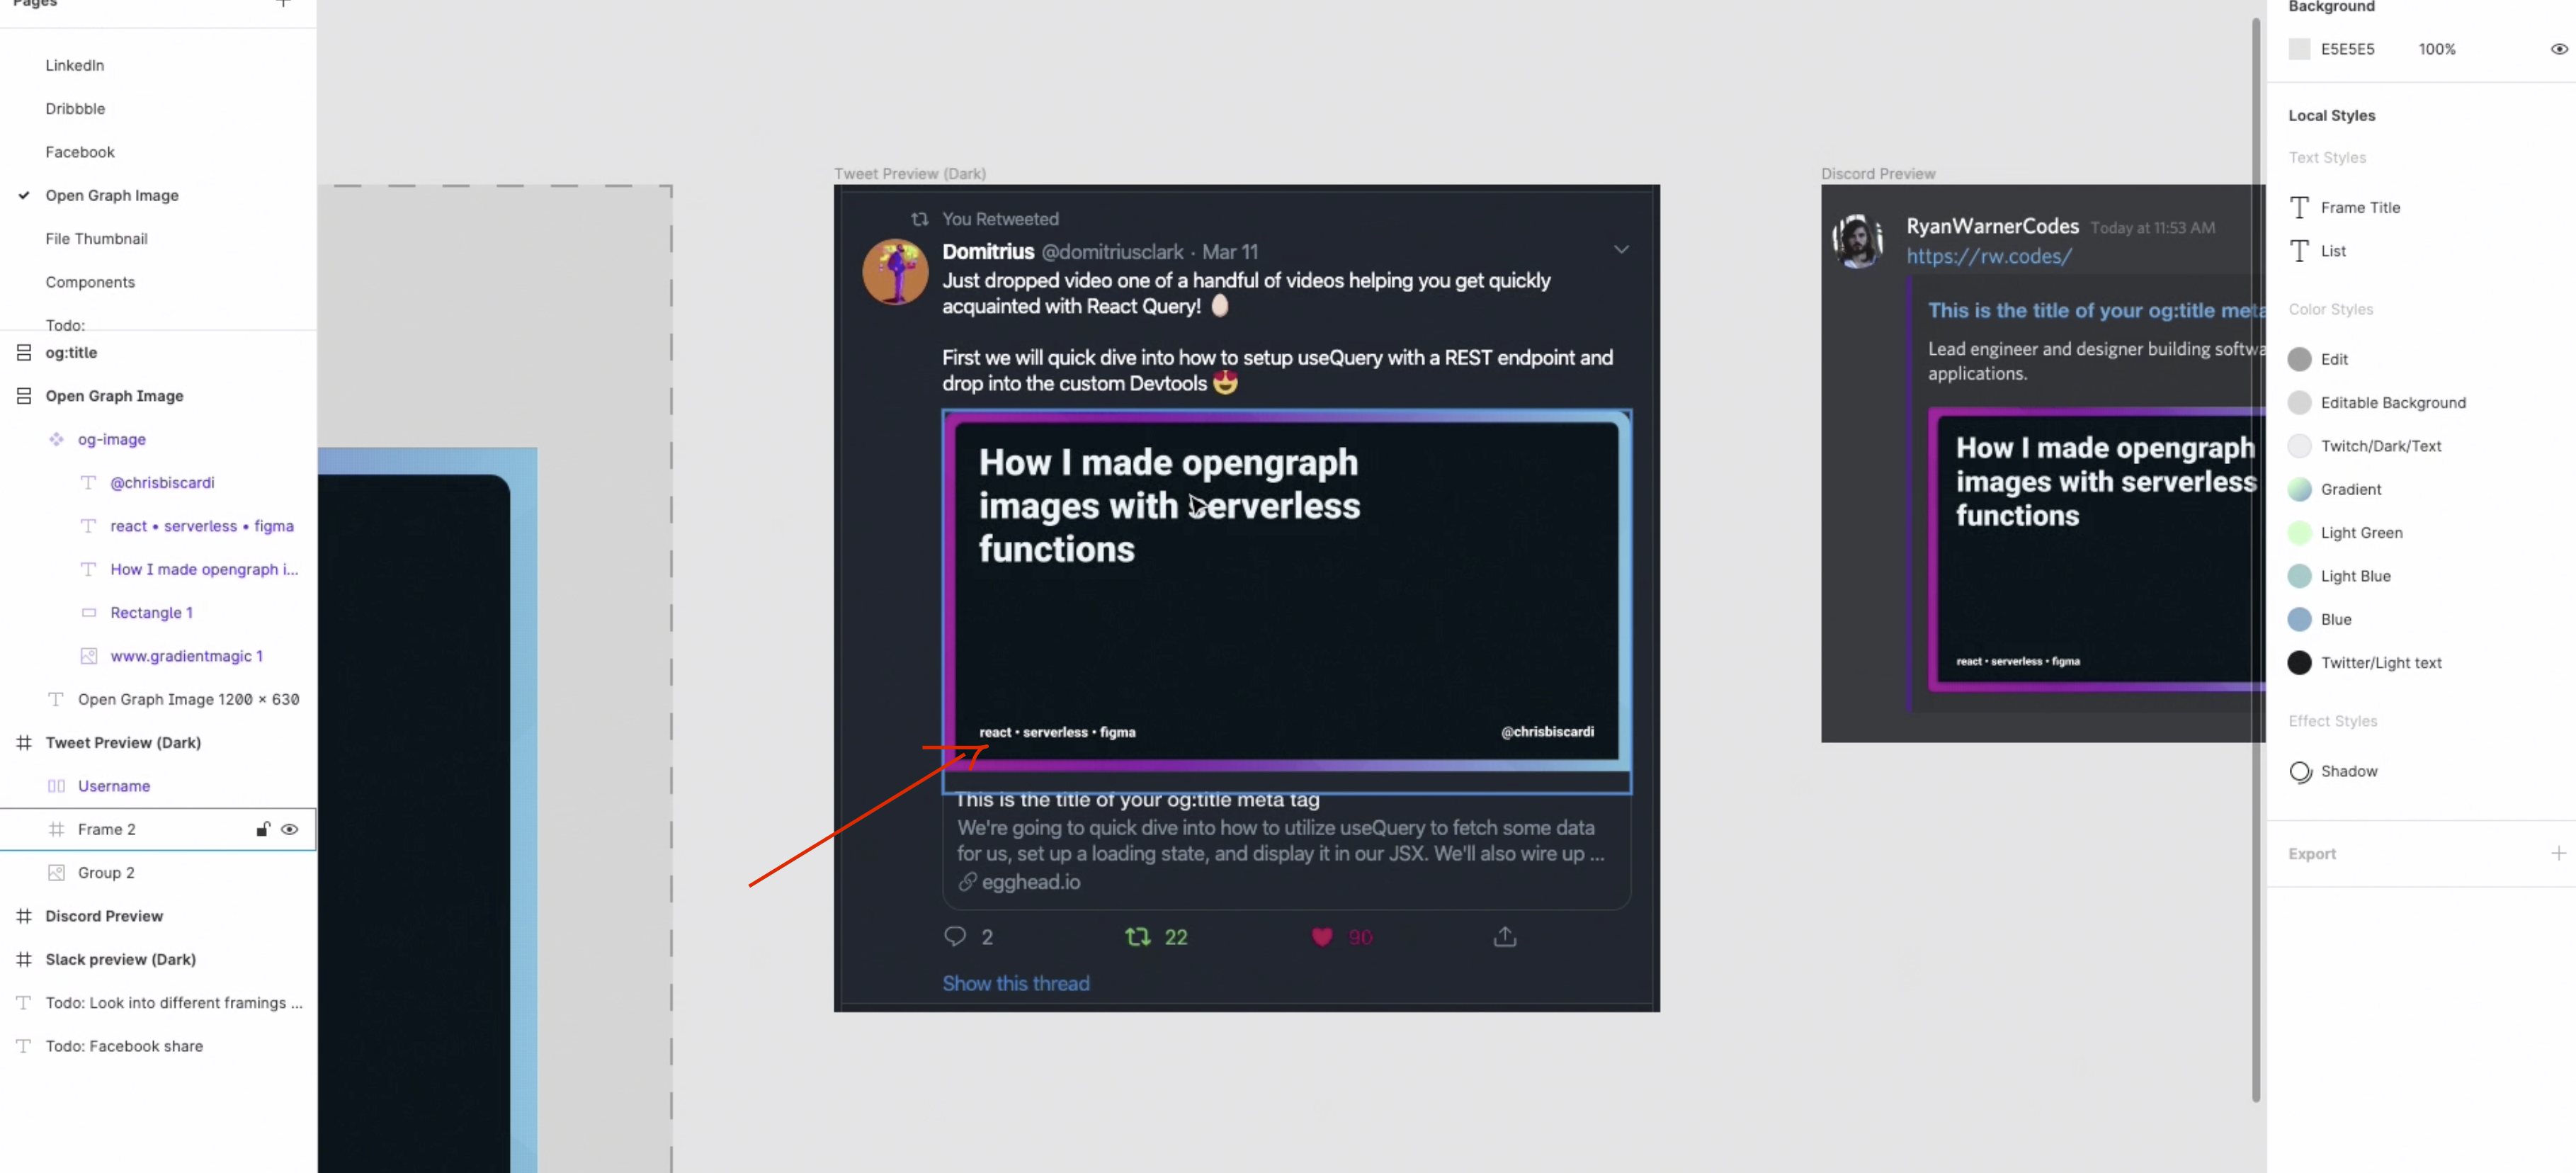 Pages
LinkedIn
Dribbble
Facebook
Open Graph Image
File Thumbnail
Components
Todo:
og:title
Open Graph Image
og-image
@chrisbiscardi
react • serverless • figma
How I made opengraph i...
Rectangle 1
www.gradientmagic 1
Open Graph Image 1200 × 630
Tweet Preview (Dark)
Username
Frame 2
Group 2
Discord Preview
Slack preview (Dark)
Todo: Look into different framings ...
Todo: Facebook share
Tweet Preview (Dark)
You Retweeted
Domitrius @domitriusclark · Mar 11
Just dropped video one of a handful of videos helping you get quickly
acquainted with React Query!
First we will quick dive into how to setup useQuery with a REST endpoint and
drop into the custom Devtools
How I made opengraph
images with serverless
functions
react • serverless • figma
@chrisbiscardi
This is the title of your og:title meta tag
We're going to quick dive into how to utilize useQuery to fetch some data
for us, set up a loading state, and display it in our JSX. We'll also wire up ...
egghead.io
2
22
90
Show this thread
Discord Preview
RyanWarnerCodes Today at 11:53 AM
https://rw.codes/
This is the title of your og:title meta
Lead engineer and designer building softwa
applications.
How I made opengraph
images with serverless
functions
react • serverless • figma
Background
E5E5E5 100%
Local Styles
Text Styles
Frame Title
List
Color Styles
Edit
Editable Background
Twitch/Dark/Text
Gradient
Light Green
Light Blue
Blue
Twitter/Light text
Effect Styles
Shadow
Export